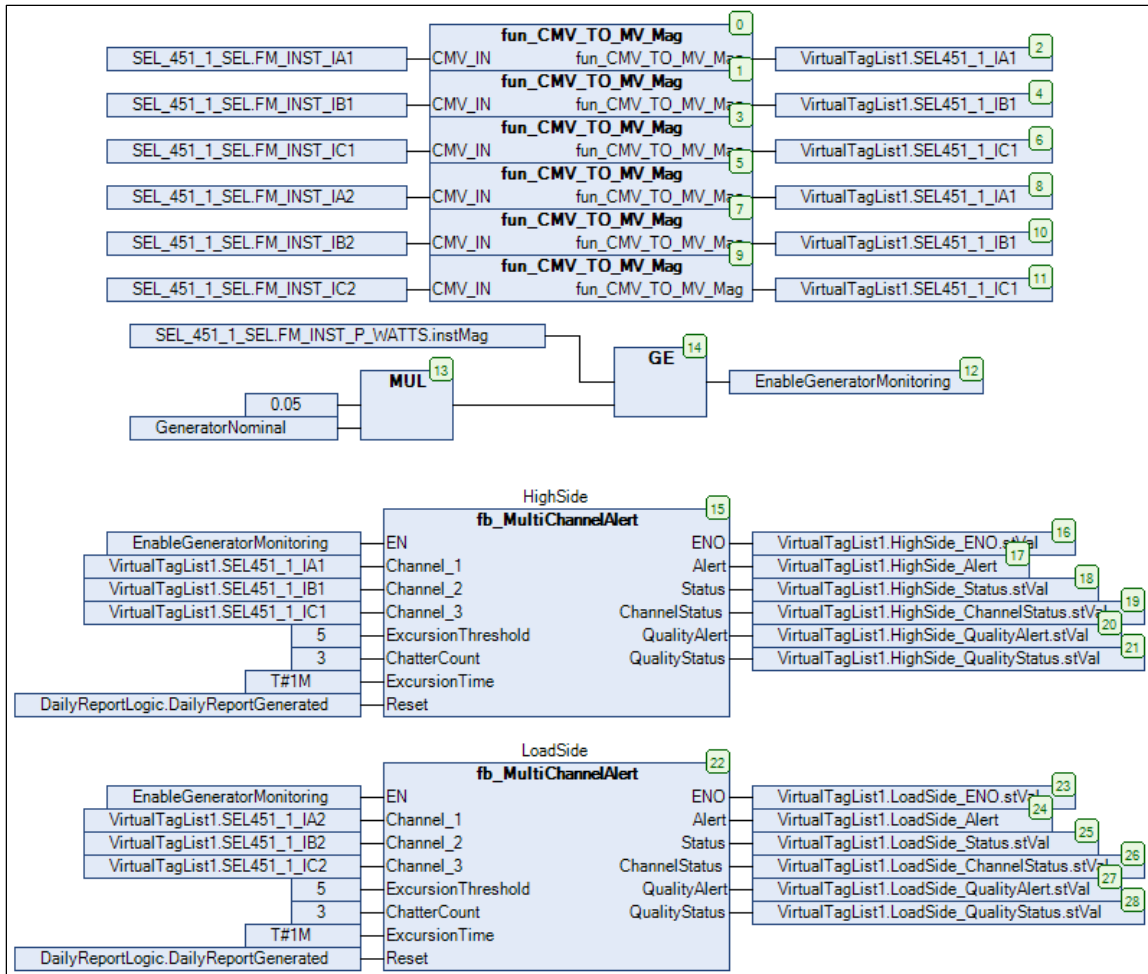 0
fun_CMV_TO_MV_Mag
SEL_451_1_SEL.FM_INST_IA1 CMV_IN fun_CMV_TO_MV_Mag VirtualTagList1.SEL451_1_IA1 2
1
fun_CMV_TO_MV_Mag
SEL_451_1_SEL.FM_INST_IB1 CMV_IN fun_CMV_TO_MV_Mag VirtualTagList1.SEL451_1_IB1 4
3
fun_CMV_TO_MV_Mag
SEL_451_1_SEL.FM_INST_IC1 CMV_IN fun_CMV_TO_MV_Mag VirtualTagList1.SEL451_1_IC1 6
5
fun_CMV_TO_MV_Mag
SEL_451_1_SEL.FM_INST_IA2 CMV_IN fun_CMV_TO_MV_Mag VirtualTagList1.SEL451_1_IA1 8
7
fun_CMV_TO_MV_Mag
SEL_451_1_SEL.FM_INST_IB2 CMV_IN fun_CMV_TO_MV_Mag VirtualTagList1.SEL451_1_IB1 10
9
fun_CMV_TO_MV_Mag
SEL_451_1_SEL.FM_INST_IC2 CMV_IN fun_CMV_TO_MV_Mag VirtualTagList1.SEL451_1_IC1 11
SEL_451_1_SEL.FM_INST_P_WATTS.instMag
GE 14
MUL 13
EnableGeneratorMonitoring 12
0.05
GeneratorNominal
HighSide
fb_MultiChannelAlert 15
EnableGeneratorMonitoring EN ENO VirtualTagList1.HighSide_ENO.stVal 16
VirtualTagList1.SEL451_1_IA1 Channel_1 Alert VirtualTagList1.HighSide_Alert 17
VirtualTagList1.SEL451_1_IB1 Channel_2 Status VirtualTagList1.HighSide_Status.stVal 18
VirtualTagList1.SEL451_1_IC1 Channel_3 ChannelStatus VirtualTagList1.HighSide_ChannelStatus.stVal 19
5 ExcursionThreshold QualityAlert VirtualTagList1.HighSide_QualityAlert.stVal 20
3 ChatterCount QualityStatus VirtualTagList1.HighSide_QualityStatus.stVal 21
T#1M ExcursionTime
DailyReportLogic.DailyReportGenerated Reset
LoadSide
fb_MultiChannelAlert 22
EnableGeneratorMonitoring EN ENO VirtualTagList1.LoadSide_ENO.stVal 23
VirtualTagList1.SEL451_1_IA2 Channel_1 Alert VirtualTagList1.LoadSide_Alert 24
VirtualTagList1.SEL451_1_IB2 Channel_2 Status VirtualTagList1.LoadSide_Status.stVal 25
VirtualTagList1.SEL451_1_IC2 Channel_3 ChannelStatus VirtualTagList1.LoadSide_ChannelStatus.stVal 26
5 ExcursionThreshold QualityAlert VirtualTagList1.LoadSide_QualityAlert.stVal 27
3 ChatterCount QualityStatus VirtualTagList1.LoadSide_QualityStatus.stVal 28
T#1M ExcursionTime
DailyReportLogic.DailyReportGenerated Reset